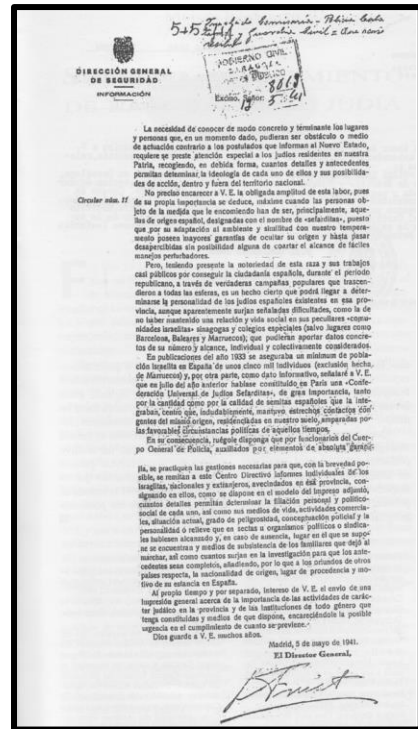 5+5
DIRECCIÓN GENERAL
DE SEGURIDAD
INFORMACIÓN
GOBIERNO CIVIL
ZARAGOZA
8019
Excmo. Señor:
La necesidad de conocer de modo concreto y terminante los lugares
y personas que, en un momento dado, pudieran ser obstáculo o medio
de actuación contrario a los postulados que informan al Nuevo Estado,
requiere se preste atención especial a los judíos residentes en nuestra
Patria, recogiendo, en debida forma, cuantos detalles y antecedentes
permitan determinar la ideología de cada uno de ellos y sus posibilida-
des de acción, dentro y fuera del territorio nacional.
Circular núm. 11
No preciso encarecer a V. E. la obligada amplitud de esta labor, pues
de su propia importancia se deduce, máxime cuando las personas ob-
jeto de la medida que le encomiendo han de ser, principalmente, aque-
llas de origen español, designadas con el nombre de «sefarditas», puesto
que por su adaptación al ambiente y similitud con nuestro tempera-
mento poseen mayores garantías de ocultar su origen y hasta pasar
desapercibidas sin posibilidad alguna de coartar el alcance de fáciles
manejos perturbadores.
Pero, teniendo presente la notoriedad de esta raza y sus trabajos
casi públicos por conseguir la ciudadanía española, durante el período
republicano, a través de verdaderas campañas populares que trascen-
dieron a todas las esferas, es un hecho cierto que podrá llegar a deter-
minarse la personalidad de los judíos españoles existentes en esa pro-
vincia, aunque aparentemente surjan señaladas dificultades, como la de
no haber mantenido una relación y vida social en sus peculiares «comu-
nidades israelitas» sinagogas y colegios especiales (salvo lugares como
Barcelona, Baleares y Marruecos); que pudieran aportar datos concre-
tos de su número y alcance, individual y colectivamente considerados.
En publicaciones del año 1933 se aseguraba un mínimum de pobla-
ción israelita en España de unos cinco mil individuos (exclusión hecha
de Marruecos) y, por otra parte, como dato informativo, señalaré a V. E.
que en julio del año anterior habíase constituído en París una «Confe-
deración Universal de Judíos Sefarditas», de gran importancia, tanto
por la cantidad como por la calidad de semitas españoles que la inte-
graban, centro que, indudablemente, mantuvo estrechos contactos con
gentes del mismo origen, residenciadas en nuestro suelo, amparadas por
las favorables circunstancias políticas de aquellos tiempos.
En su consecuencia, ruégole disponga que por funcionarios del Cuer-
po General de Policía, auxiliados por elementos de absoluta garan-
tía, se practiquen las gestiones necesarias para que, con la brevedad po-
sible, se remitan a este Centro Directivo informes individuales de los
israelitas, nacionales y extranjeros, avecindados en esa provincia, con-
signando en ellos, como se dispone en el modelo del impreso adjunto,
cuantos detalles permitan determinar la filiación personal y político-
social de cada uno, así como sus medios de vida, actividades comercia-
les, situación actual, grado de peligrosidad, conceptuación policial y la
personalidad o relieve que en sectas u organismos políticos o sindica-
les hubiesen alcanzado y, en caso de ausencia, lugar en el que se supo-
ne se encuentran y medios de subsistencia de los familiares que dejó al
marchar, así como cuantos surjan en la investigación para que los ante-
cedentes sean completos, añadiendo, por lo que a los oriundos de otros
países respecta, la nacionalidad de origen, lugar de procedencia y mo-
tivo de su estancia en España.
Al propio tiempo y por separado, intereso de V. E. el envío de una
impresión general acerca de la importancia de las actividades de carác-
ter judaico en la provincia y de las instituciones de todo género que
tenga constituídas y medios de que dispone, encareciéndole la posible
urgencia en el cumplimiento de cuanto se previene.
Dios guarde a V. E. muchos años.
Madrid, 5 de mayo de 1941.
El Director General,